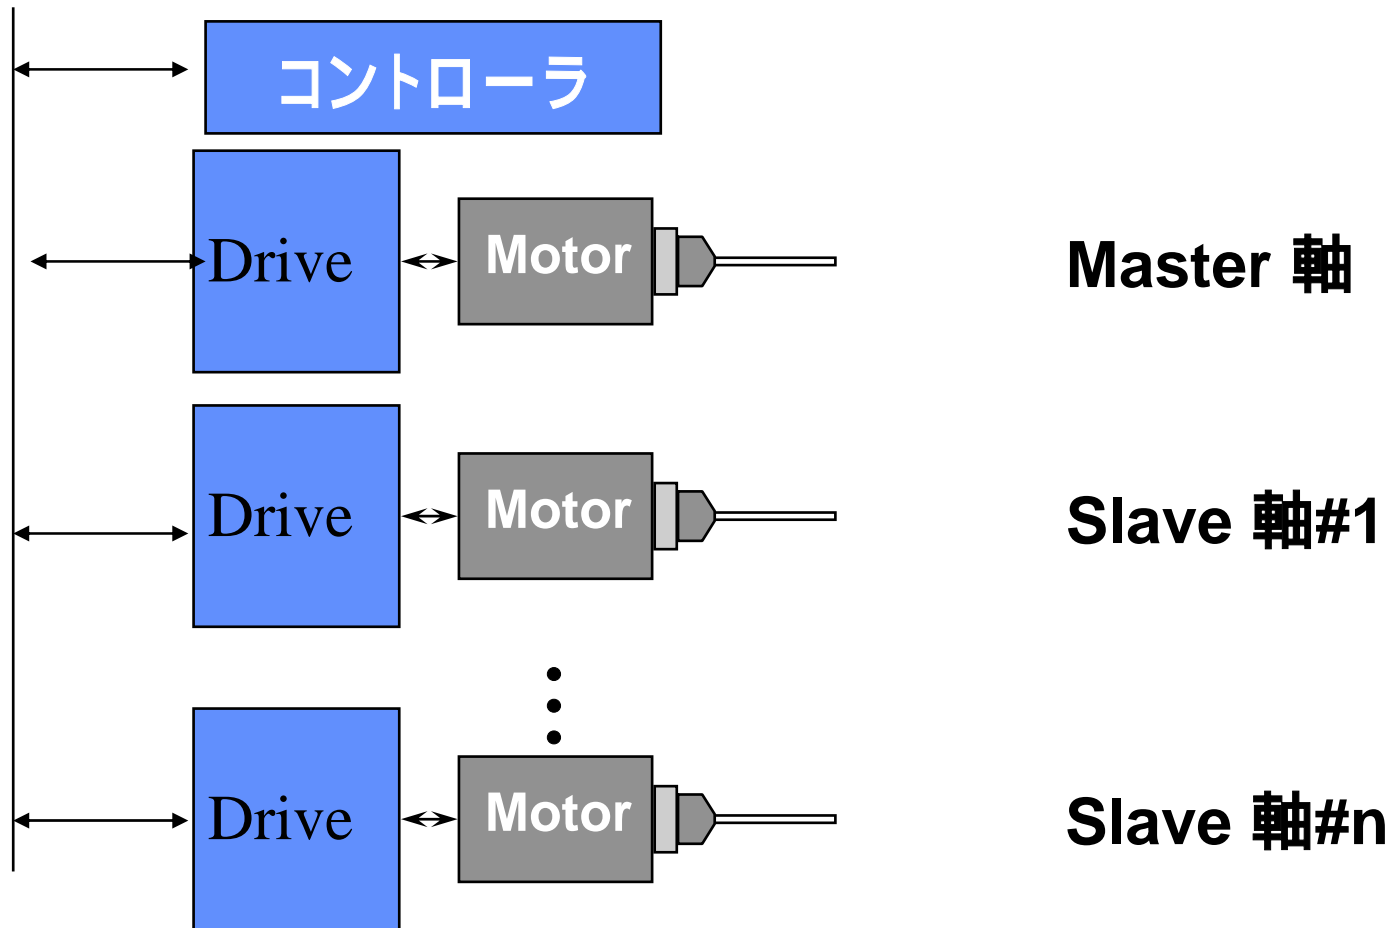 コントローラ
Drive
Motor
Master 軸
Drive
Motor
Slave 軸#1
Drive
Motor
Slave 軸#n